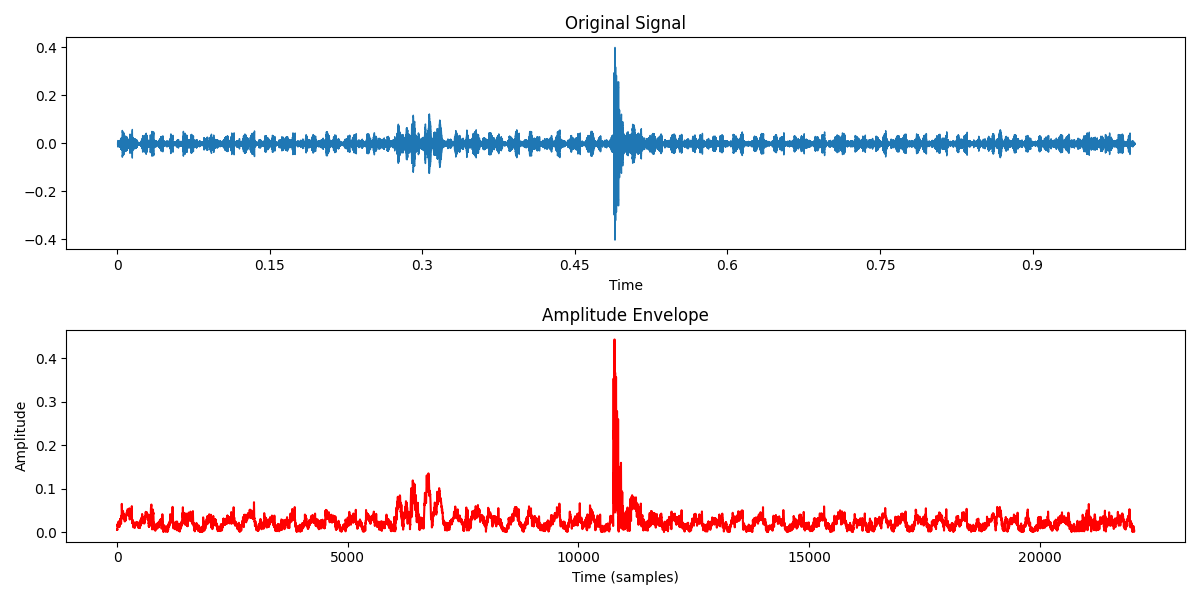 Original Signal
0.4
0.2
0.0
−0.2
−0.4
0 0.15 0.3 0.45 0.6 0.75 0.9
Time
Amplitude Envelope
Amplitude
0.4
0.3
0.2
0.1
0.0
0 5000 10000 15000 20000
Time (samples)